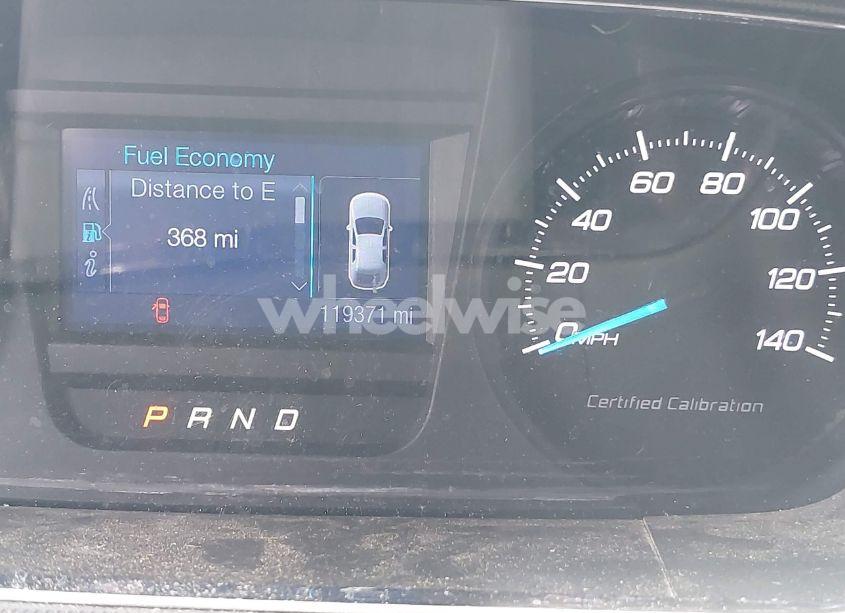 Fuel Economy
Distance to E
368 mi
i
119371 mi
P R N D
0 20 40 60 80 100 120 140
MPH
Certified Calibration
wheelwise